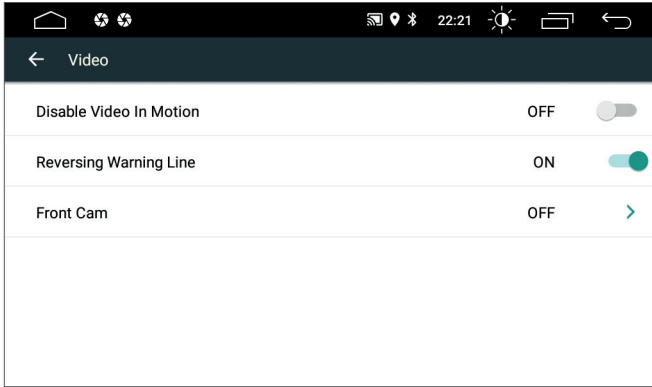 22:21
Video
Disable Video In Motion OFF
Reversing Warning Line ON
Front Cam OFF